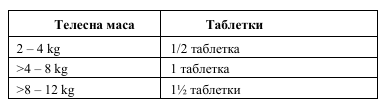 Телесна маса Таблетки
2 – 4 kg 1/2 таблетка
>4 – 8 kg 1 таблетка
>8 – 12 kg 1½ таблетки